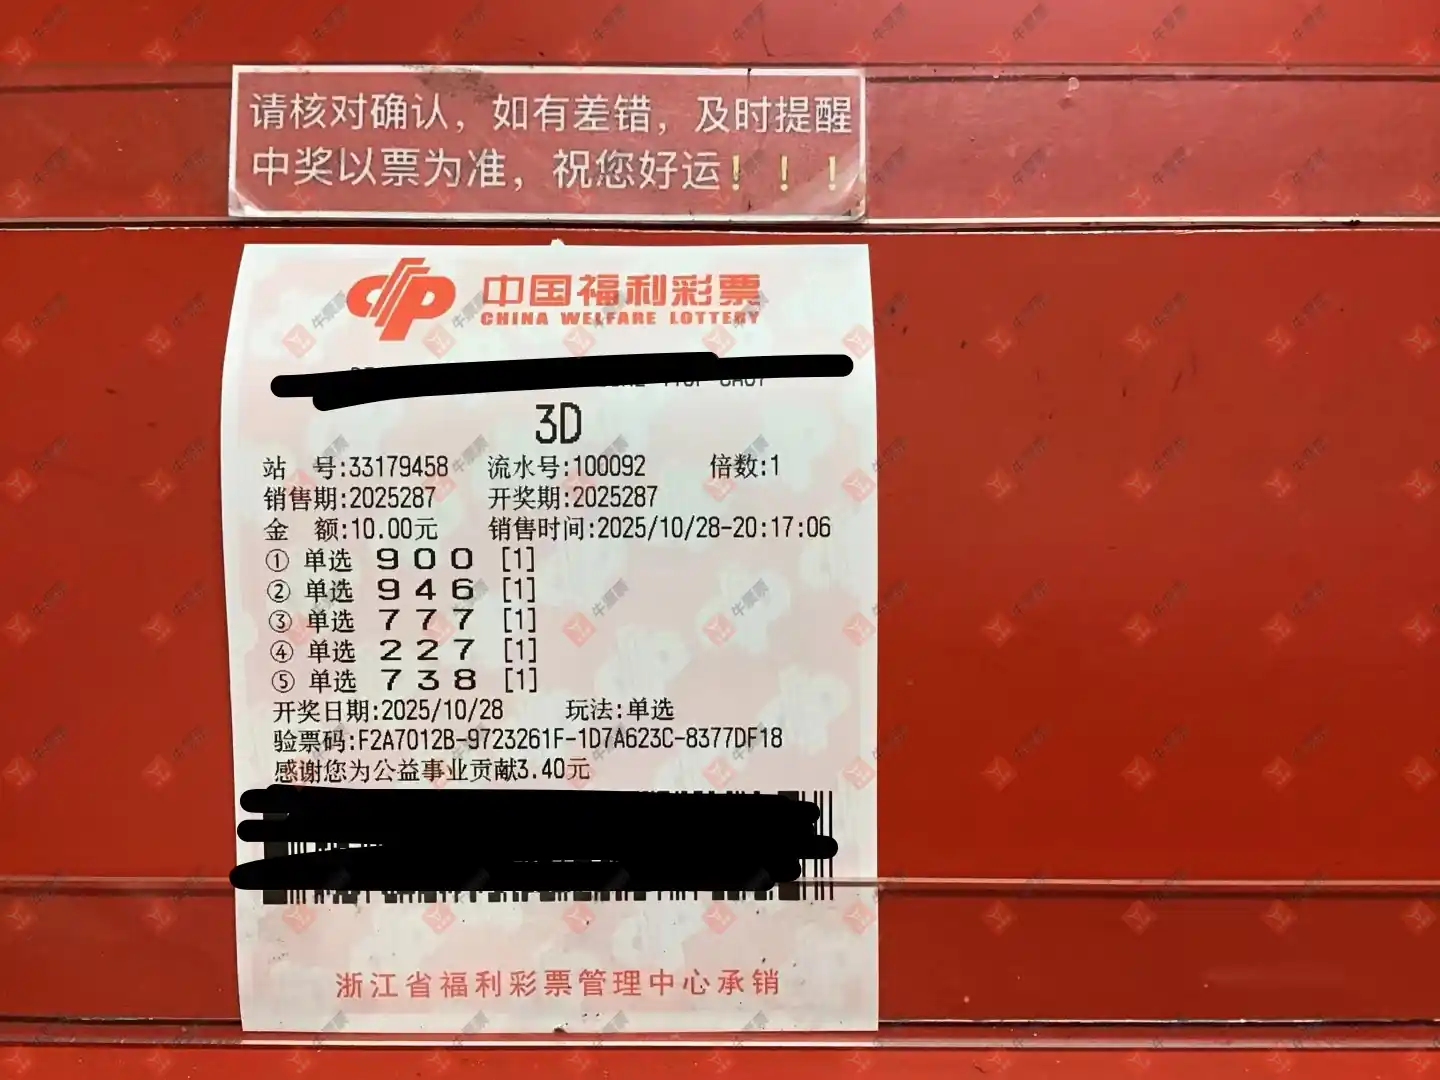 请核对确认，如有差错，及时提醒
中奖以票为准，祝您好运！！！
中国福利彩票
CHINA WELFARE LOTTERY
3D
站 号:33179458 流水号:100092 倍数:1
销售期:2025287 开奖期:2025287
金 额:10.00元 销售时间:2025/10/28-20:17:06
① 单选 9 0 0 [1]
② 单选 9 4 6 [1]
③ 单选 7 7 7 [1]
④ 单选 2 2 7 [1]
⑤ 单选 7 3 8 [1]
开奖日期:2025/10/28 玩法:单选
验票码:F2A7012B-9723261F-1D7A623C-8377DF18
感谢您为公益事业贡献3.40元
浙江省福利彩票管理中心承销